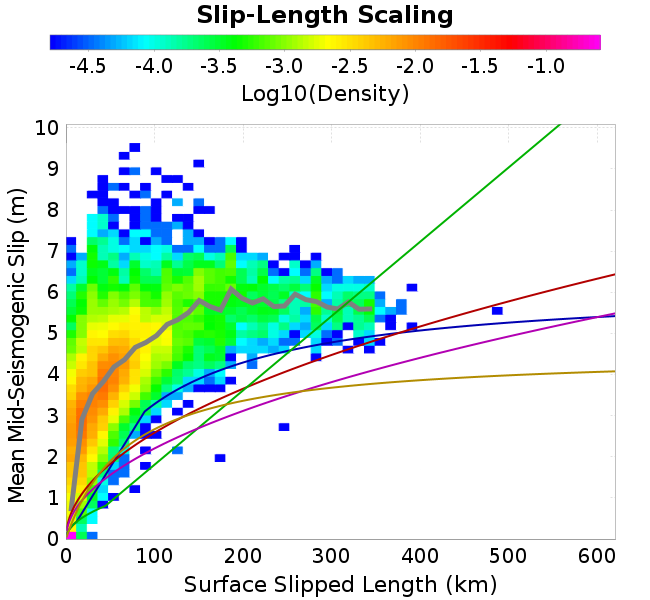 Slip-Length Scaling
-4.5 -4.0 -3.5 -3.0 -2.5 -2.0 -1.5 -1.0
Log10(Density)
10
9
8
7
6
5
4
3
2
1
0
Mean Mid-Seismogenic Slip (m)
0 100 200 300 400 500 600
Surface Slipped Length (km)